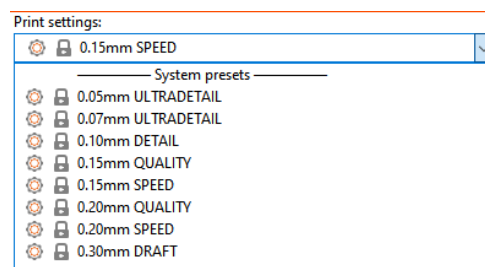 Print settings:
0.15mm SPEED
System presets
0.05mm ULTRADETAIL
0.07mm ULTRADETAIL
0.10mm DETAIL
0.15mm QUALITY
0.15mm SPEED
0.20mm QUALITY
0.20mm SPEED
0.30mm DRAFT